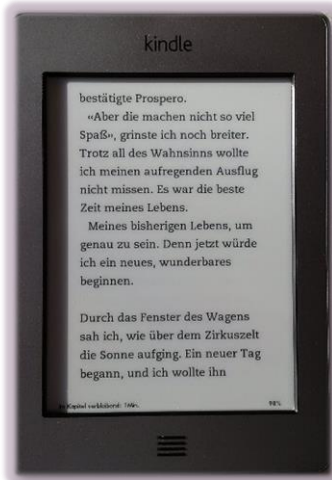 kindle
bestätigte Prospero.
«Aber die machen nicht so viel
Spaß», grinste ich noch breiter.
Trotz all des Wahnsinns wollte
ich meinen aufregenden Ausflug
nicht missen. Es war die beste
Zeit meines Lebens.
Meines bisherigen Lebens, um
genau zu sein. Denn jetzt würde
ich ein neues, wunderbares
beginnen.
Durch das Fenster des Wagens
sah ich, wie über dem Zirkuszelt
die Sonne aufging. Ein neuer Tag
begann, und ich wollte ihn
Kapitel verbleibend: 1Min. 98%